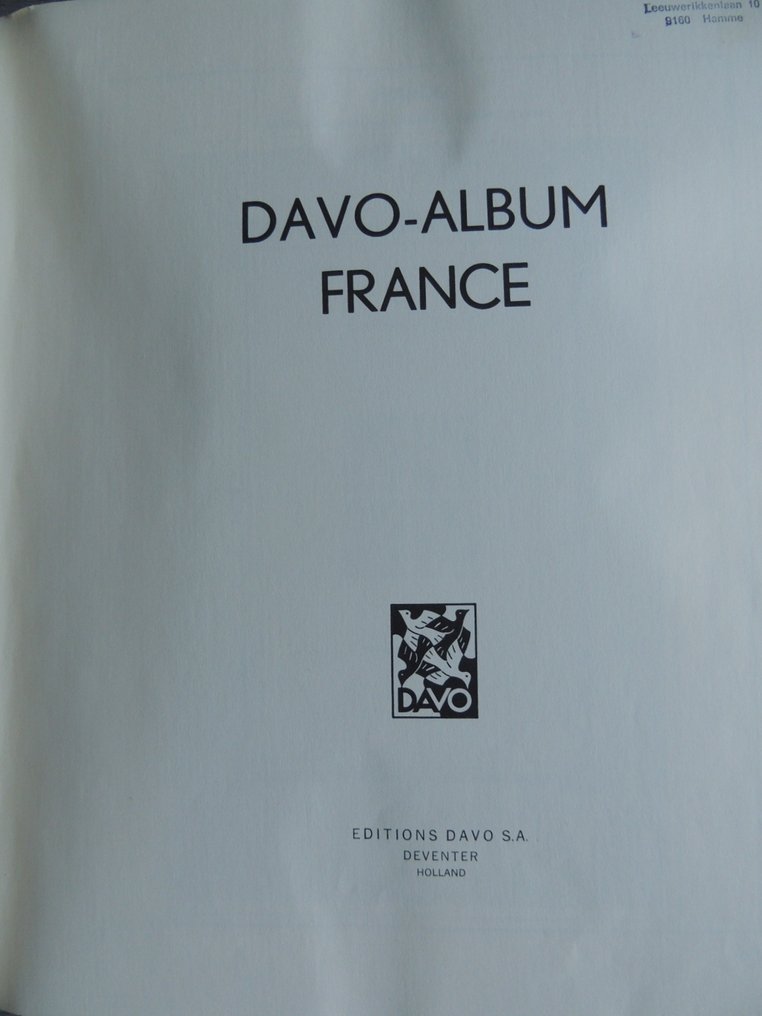 Leeuwerikkenlaan 10
9160 Hamme
DAVO-ALBUM
FRANCE
DAVO
EDITIONS DAVO S.A.
DEVENTER
HOLLAND